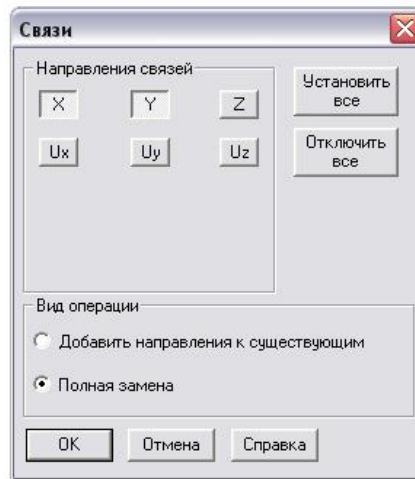 Связи
Направления связей
X Y Z
Ux Uy Uz
Установить
все
Отключить
все
Вид операции
Добавить направления к существующим
Полная замена
OK Отмена Справка